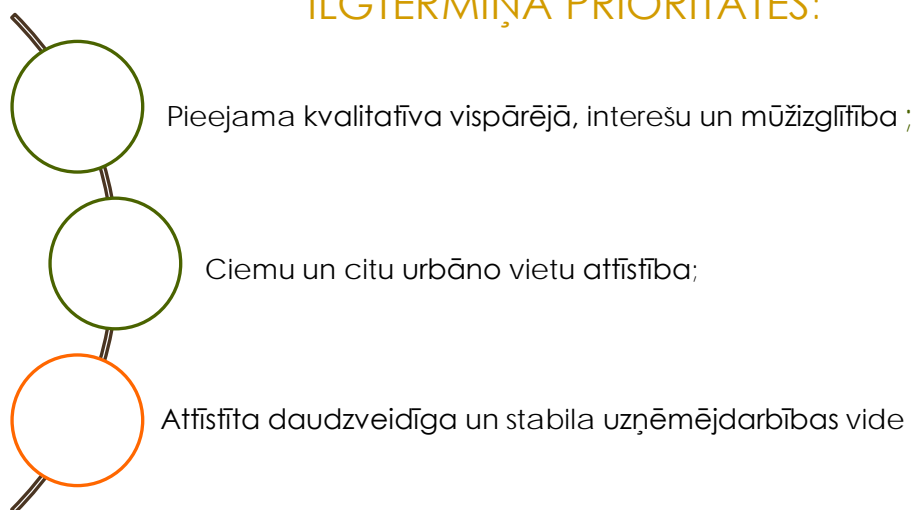 ILGTERMIŅA PRIORITĀTES:
Pieejama kvalitatīva vispārējā, interešu un mūžizglītība ;
Ciemu un citu urbāno vietu attīstība;
Attīstīta daudzveidīga un stabila uzņēmējdarbības vide